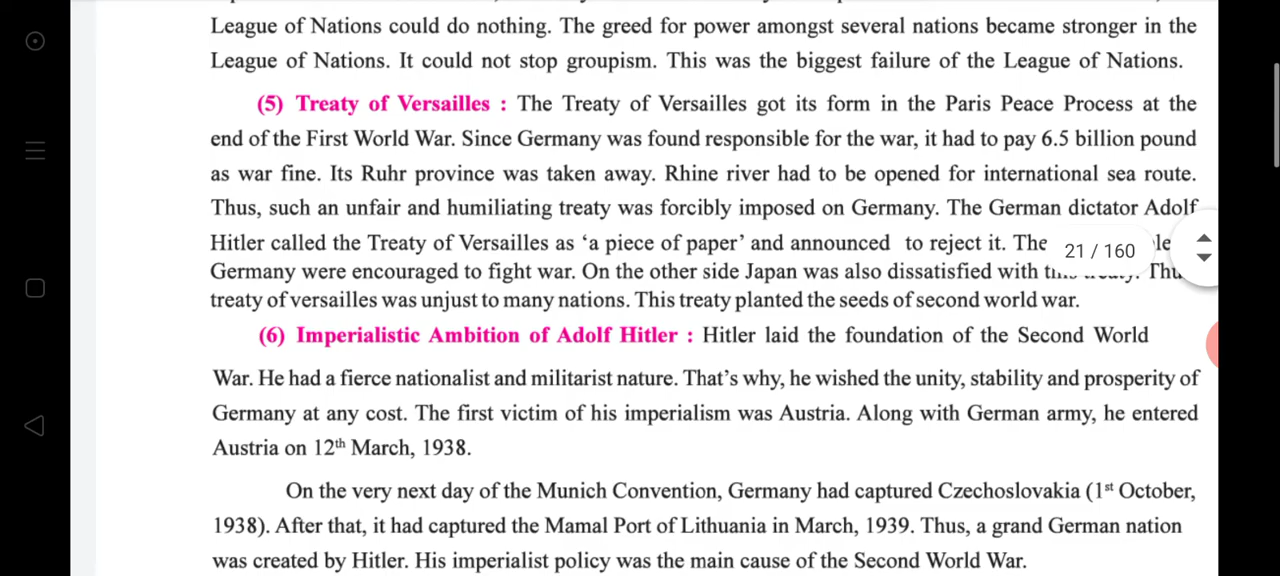 League of Nations could do nothing. The greed for power amongst several nations became stronger in the
League of Nations. It could not stop groupism. This was the biggest failure of the League of Nations.
(5) Treaty of Versailles : The Treaty of Versailles got its form in the Paris Peace Process at the
end of the First World War. Since Germany was found responsible for the war, it had to pay 6.5 billion pound
as war fine. Its Ruhr province was taken away. Rhine river had to be opened for international sea route.
Thus, such an unfair and humiliating treaty was forcibly imposed on Germany. The German dictator Adolf
Hitler called the Treaty of Versailles as ‘a piece of paper’ and announced to reject it. The
21 / 160
Germany were encouraged to fight war. On the other side Japan was also dissatisfied with
treaty of versailles was unjust to many nations. This treaty planted the seeds of second world war.
(6) Imperialistic Ambition of Adolf Hitler : Hitler laid the foundation of the Second World
War. He had a fierce nationalist and militarist nature. That’s why, he wished the unity, stability and prosperity of
Germany at any cost. The first victim of his imperialism was Austria. Along with German army, he entered
Austria on 12th March, 1938.
On the very next day of the Munich Convention, Germany had captured Czechoslovakia (1st October,
1938). After that, it had captured the Mamal Port of Lithuania in March, 1939. Thus, a grand German nation
was created by Hitler. His imperialist policy was the main cause of the Second World War.